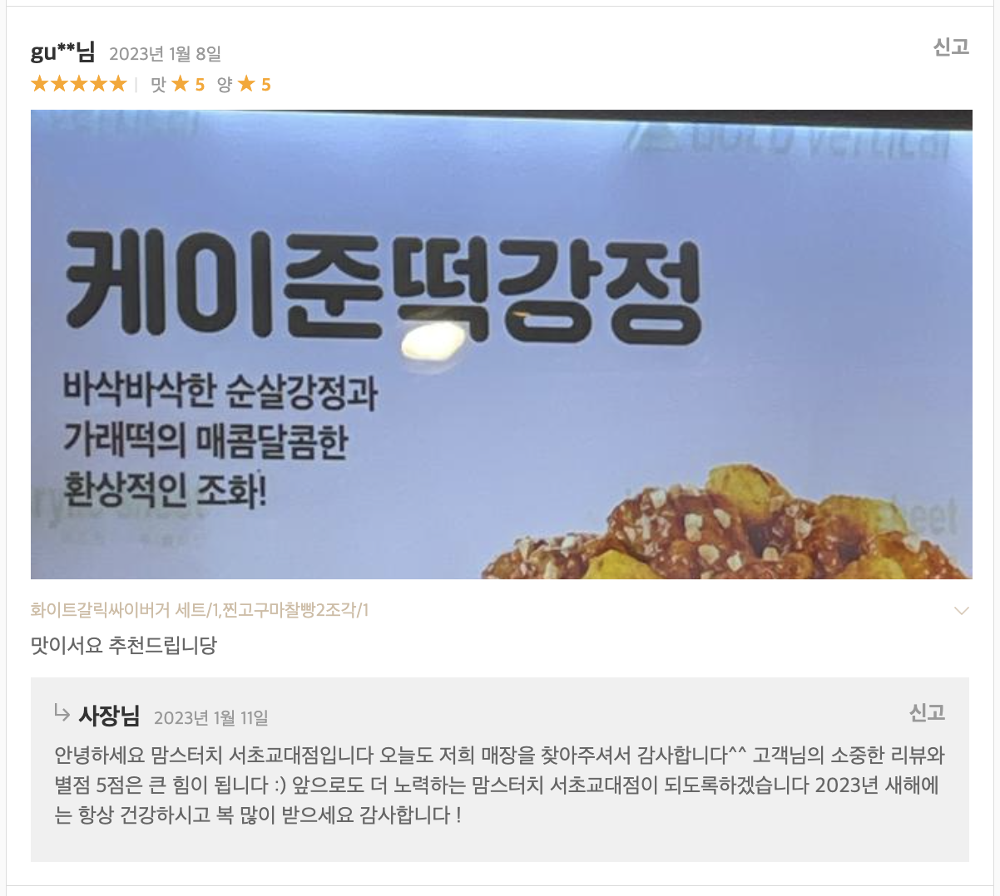 gu**님 2023년 1월 8일 신고
★★★★★ | 맛 ★ 5 양 ★ 5
케이준떡강정
바삭바삭한 순살강정과
가래떡의 매콤달콤한
환상적인 조화!
화이트갈릭싸이버거 세트/1,찐고구마찰빵2조각/1
맛이서요 추천드립니당
사장님 2023년 1월 11일 신고
안녕하세요 맘스터치 서초교대점입니다 오늘도 저희 매장을 찾아주셔서 감사합니다^^ 고객님의 소중한 리뷰와
별점 5점은 큰 힘이 됩니다 :) 앞으로도 더 노력하는 맘스터치 서초교대점이 되도록하겠습니다 2023년 새해에
는 항상 건강하시고 복 많이 받으세요 감사합니다 !